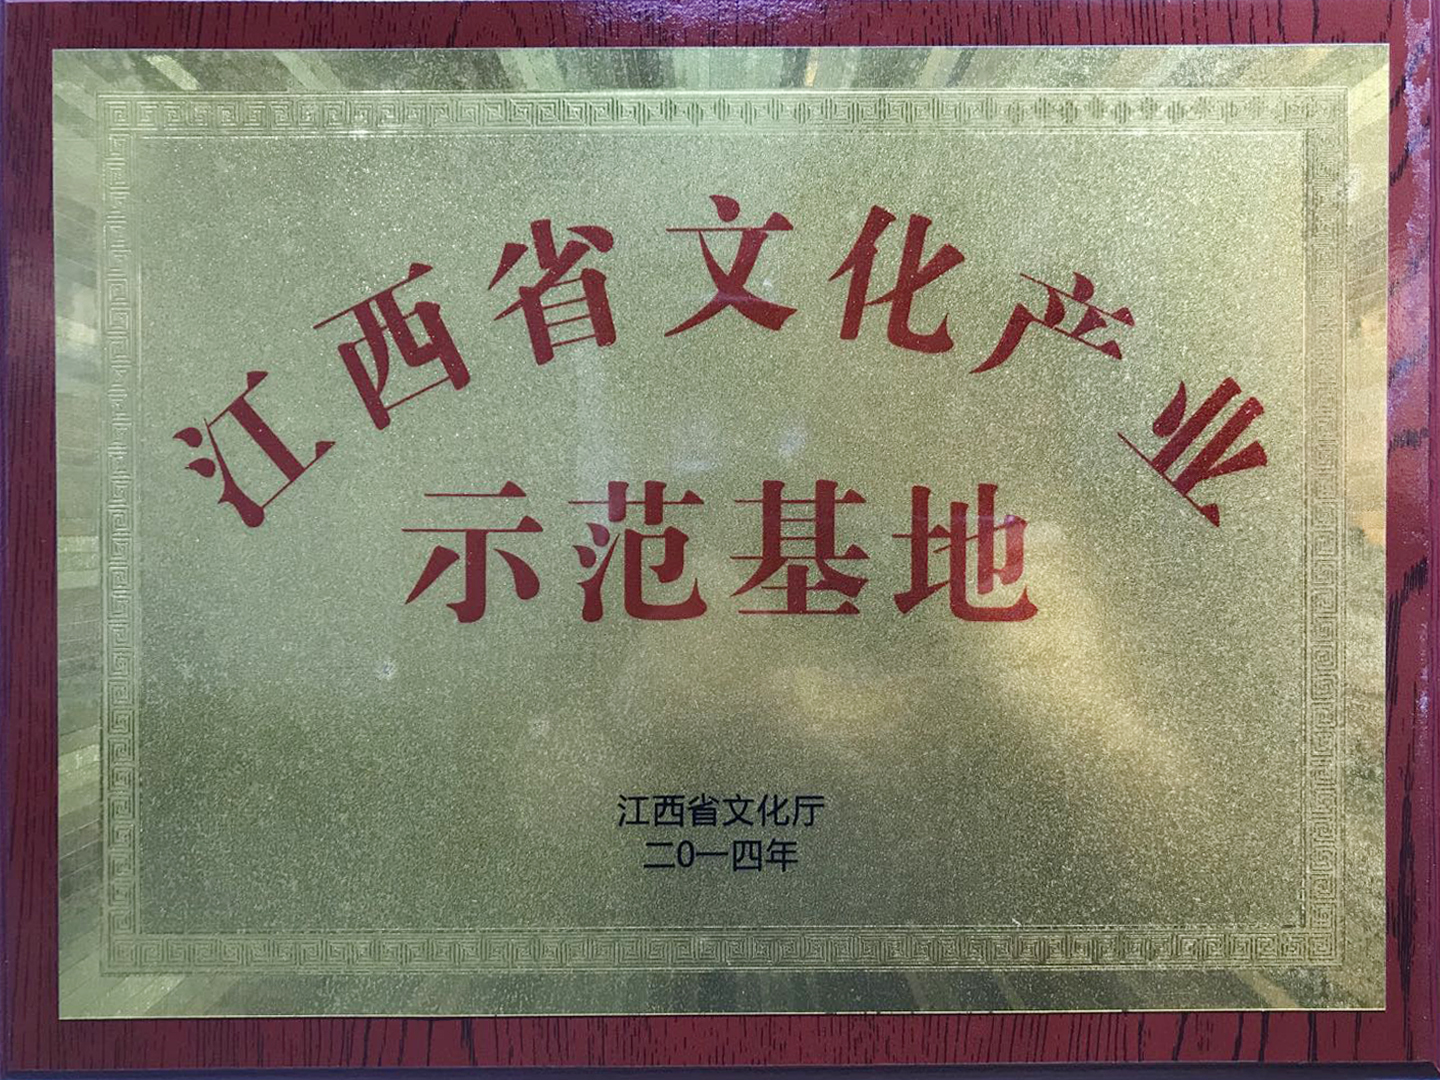 江西省文化产业
示范基地
江西省文化厅
二0一四年